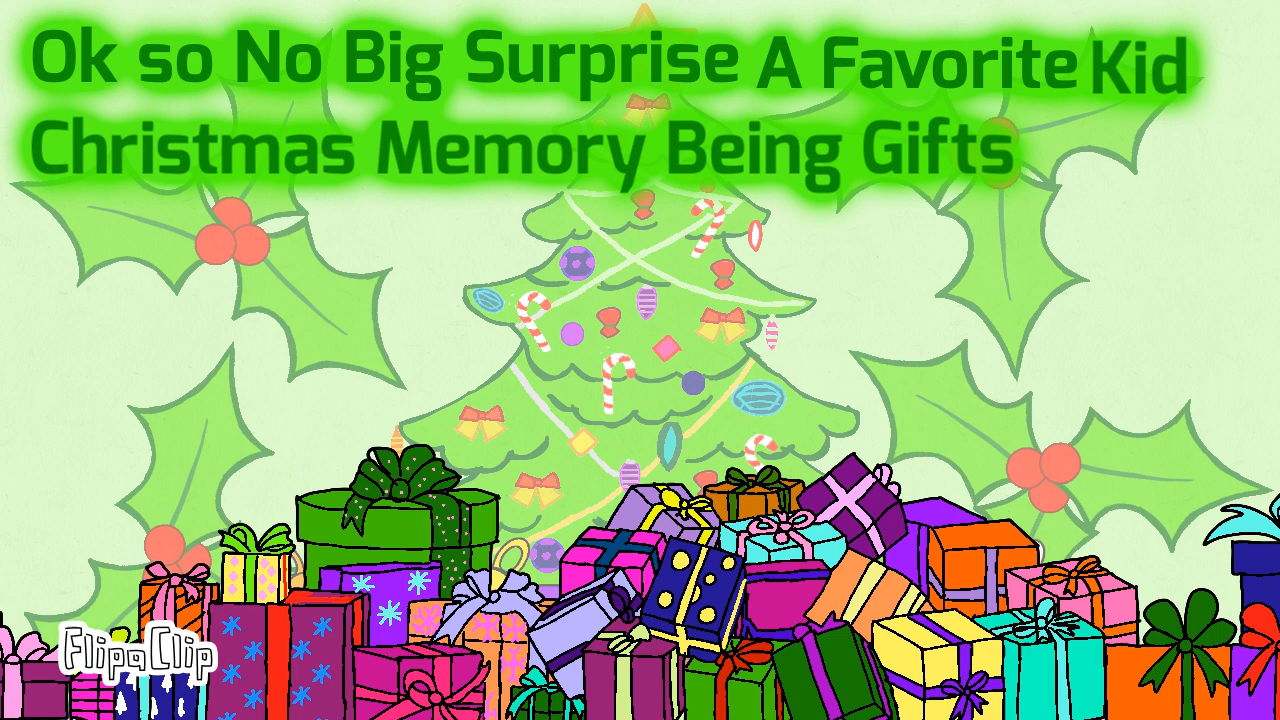 Ok so No Big Surprise A Favorite Kid
Christmas Memory Being Gifts
FlipaClip